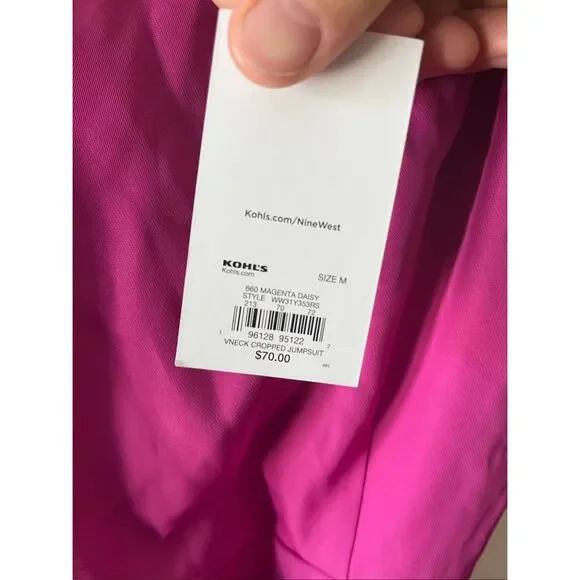 Kohls.com/NineWest
KOHL'S
Kohls.com
SIZE M
660 MAGENTA DAISY
STYLE WW31Y353RS
213 70 72
1 96128 95122 2
VNECK CROPPED JUMPSUIT
$70.00